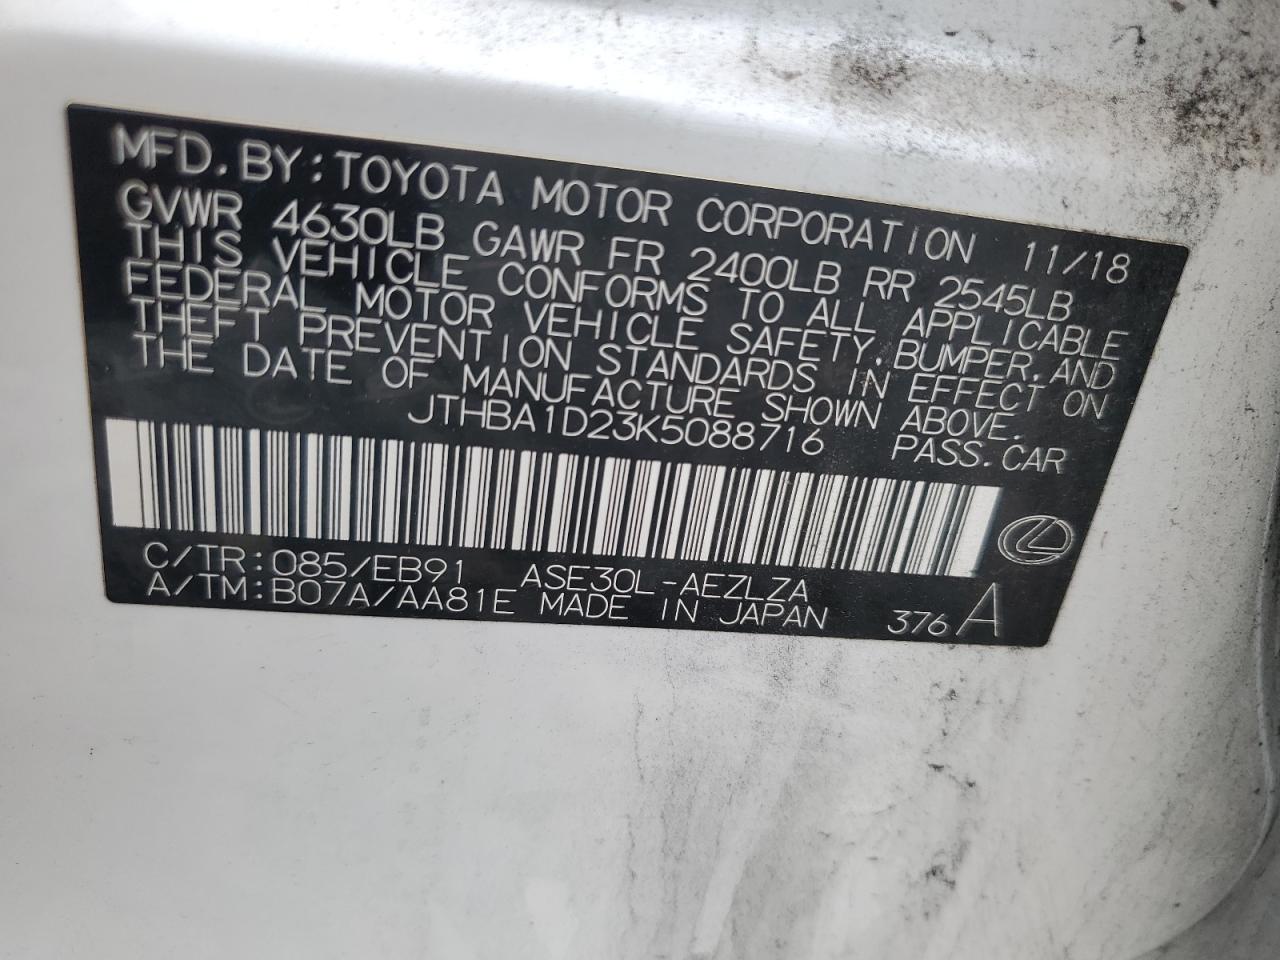 MFD. BY: TOYOTA MOTOR CORPORATION 11/18
GVWR 4630LB GAWR FR 2400LB RR 2545LB
THIS VEHICLE CONFORMS TO ALL APPLICABLE
FEDERAL MOTOR VEHICLE SAFETY, BUMPER, AND
THEFT PREVENTION STANDARDS IN EFFECT ON
THE DATE OF MANUFACTURE SHOWN ABOVE.
JTHBA1D23K5088716 PASS. CAR
C/TR: 085/EB91 ASE30L-AEZLZA
A/TM: B07A/AA81E MADE IN JAPAN 376 A